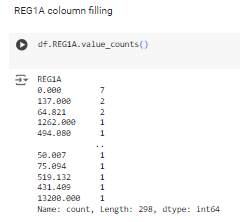 REG1A coloumn filling
df.REG1A.value_counts()
REG1A
0.000 7
137.000 2
64.821 2
1262.000 1
494.080 1
..
50.007 1
75.094 1
519.132 1
431.409 1
13200.000 1
Name: count, Length: 298, dtype: int64